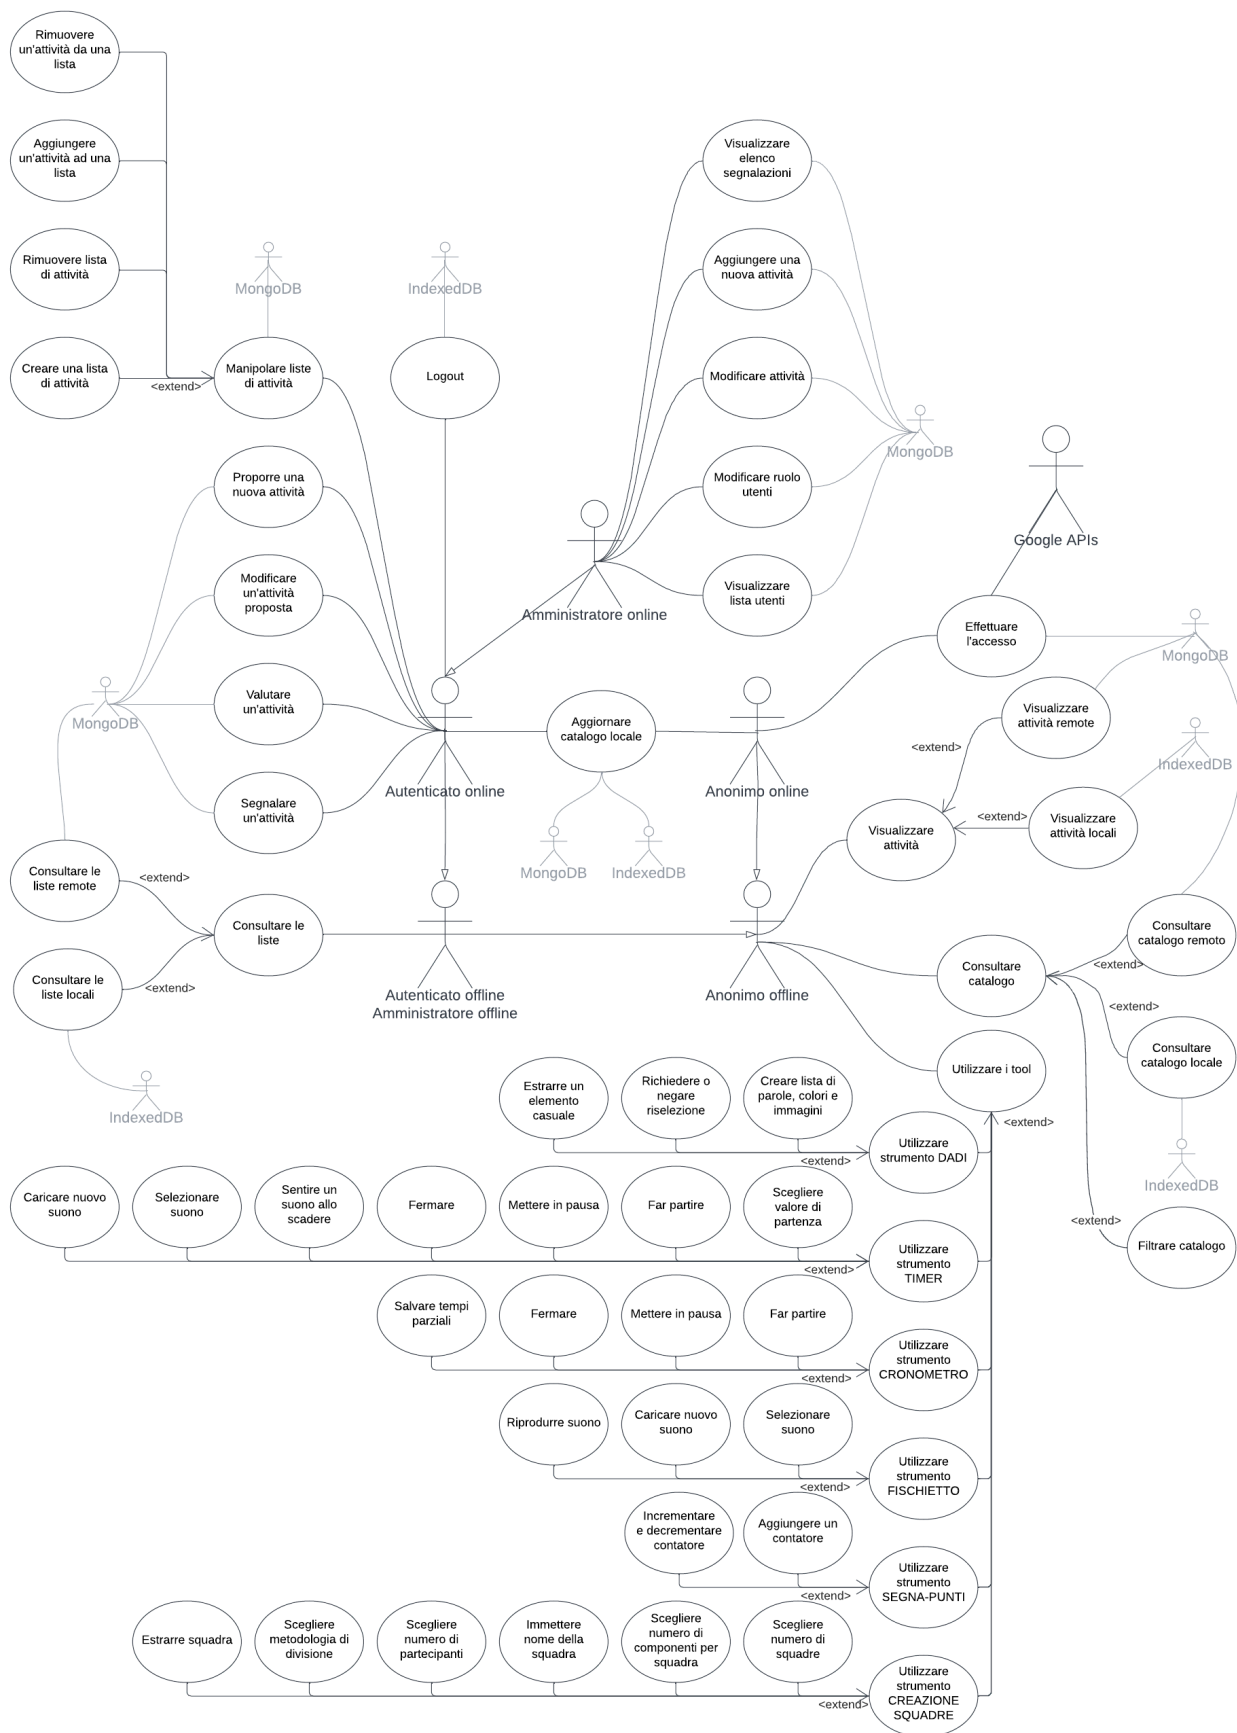 Rimuovere
un'attività da una
lista
Aggiungere
un'attività ad una
lista
Rimuovere lista
di attività
Creare una lista
di attività
<extend>
MongoDB
Manipolare liste
di attività
IndexedDB
Logout
Visualizzare
elenco
segnalazioni
Aggiungere una
nuova attività
Modificare attività
Modificare ruolo
utenti
Visualizzare
lista utenti
MongoDB
Amministratore online
Google APIs
Effettuare
l'accesso
MongoDB
Proporre una
nuova attività
Modificare
un'attività
proposta
Valutare
un'attività
Segnalare
un'attività
MongoDB
Autenticato online
Aggiornare
catalogo locale
MongoDB
IndexedDB
Anonimo online
Visualizzare
attività remote
<extend>
IndexedDB
Visualizzare
attività
<extend>
Visualizzare
attività locali
Consultare le
liste remote
<extend>
Consultare le
liste
Consultare le
liste locali
<extend>
IndexedDB
Autenticato offline
Amministratore offline
Anonimo offline
Consultare
catalogo
Consultare
catalogo remoto
<extend>
<extend>
Consultare
catalogo locale
IndexedDB
<extend>
Filtrare catalogo
Utilizzare i tool
<extend>
Estrarre un
elemento
casuale
Richiedere o
negare
riselezione
Creare lista di
parole, colori e
immagini
<extend>
Utilizzare
strumento DADI
Caricare nuovo
suono
Selezionare
suono
Sentire un
suono allo
scadere
Fermare
Mettere in pausa
Far partire
Scegliere
valore di
partenza
<extend>
Utilizzare
strumento
TIMER
Salvare tempi
parziali
Fermare
Mettere in pausa
Far partire
<extend>
Utilizzare
strumento
CRONOMETRO
Riprodurre suono
Caricare nuovo
suono
Selezionare
suono
<extend>
Utilizzare
strumento
FISCHIETTO
Incrementare
e decrementare
contatore
Aggiungere un
contatore
<extend>
Utilizzare
strumento
SEGNA-PUNTI
Estrarre squadra
Scegliere
metodologia di
divisione
Scegliere
numero di
partecipanti
Immettere
nome della
squadra
Scegliere
numero di
componenti per
squadra
Scegliere
numero di
squadre
<extend>
Utilizzare
strumento
CREAZIONE
SQUADRE